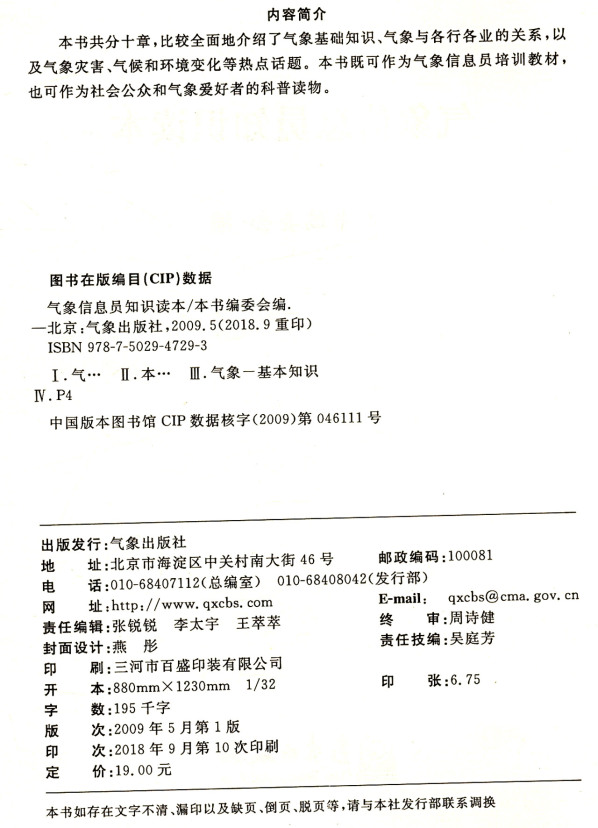 内容简介
本书共分十章，比较全面地介绍了气象基础知识、气象与各行各业的关系，以
及气象灾害、气候和环境变化等热点话题。本书既可作为气象信息员培训教材，
也可作为社会公众和气象爱好者的科普读物。
图书在版编目(CIP)数据
气象信息员知识读本/本书编委会编.
—北京:气象出版社,2009.5(2018.9 重印)
ISBN 978-7-5029-4729-3
Ⅰ.气… Ⅱ.本… Ⅲ.气象－基本知识
Ⅳ.P4
中国版本图书馆 CIP 数据核字(2009)第 046111 号
出版发行:气象出版社
地 址:北京市海淀区中关村南大街 46 号 邮政编码:100081
电 话:010-68407112(总编室) 010-68408042(发行部)
网 址:http://www.qxcbs.com E-mail: qxcbs@cma.gov.cn
责任编辑:张锐锐 李太宇 王萃萃 终 审:周诗健
封面设计:燕 彤 责任技编:吴庭芳
印 刷:三河市百盛印装有限公司
开 本:880mm×1230mm 1/32 印 张:6.75
字 数:195 千字
版 次:2009 年 5 月第 1 版
印 次:2018 年 9 月第 10 次印刷
定 价:19.00 元
本书如存在文字不清、漏印以及缺页、倒页、脱页等,请与本社发行部联系调换